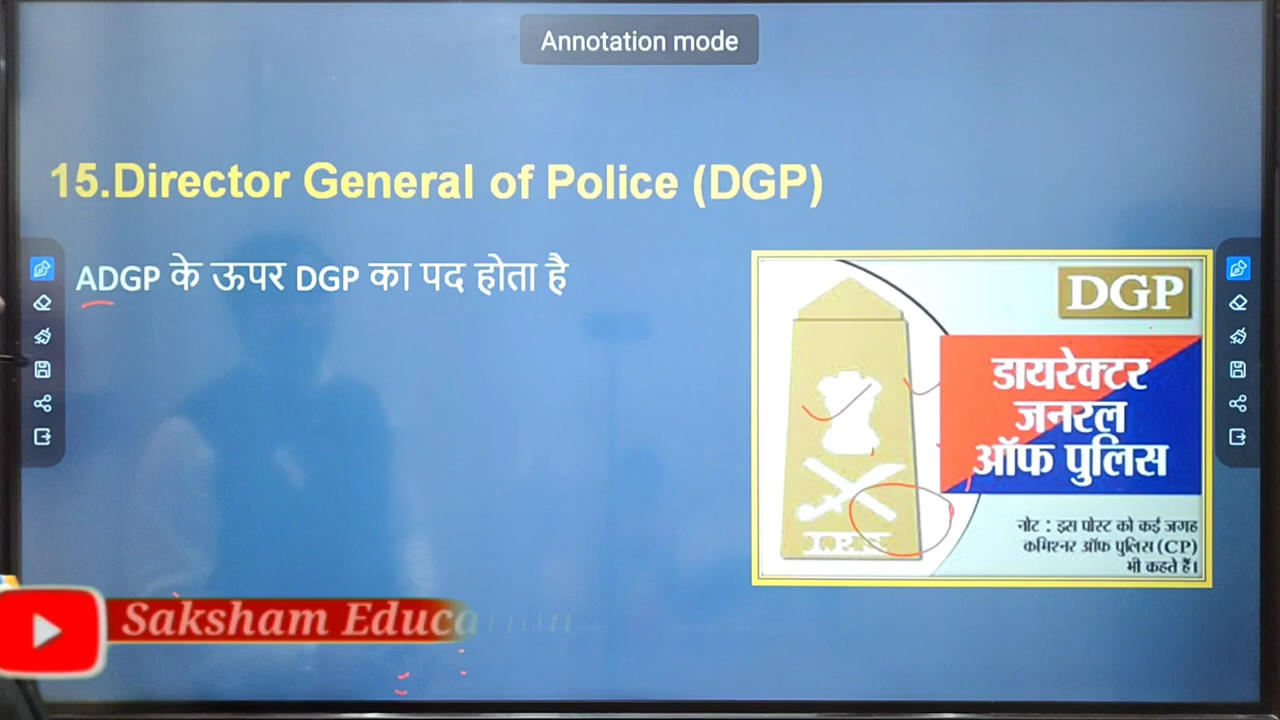 Annotation mode
15.Director General of Police (DGP)
ADGP के ऊपर DGP का पद होता है
DGP
डायरेक्टर
जनरल
ऑफ पुलिस
नोट : इस पोस्ट को कई जगह
कमिश्नर ऑफ पुलिस (CP)
भी कहते हैं।
I.P.S
Saksham Education